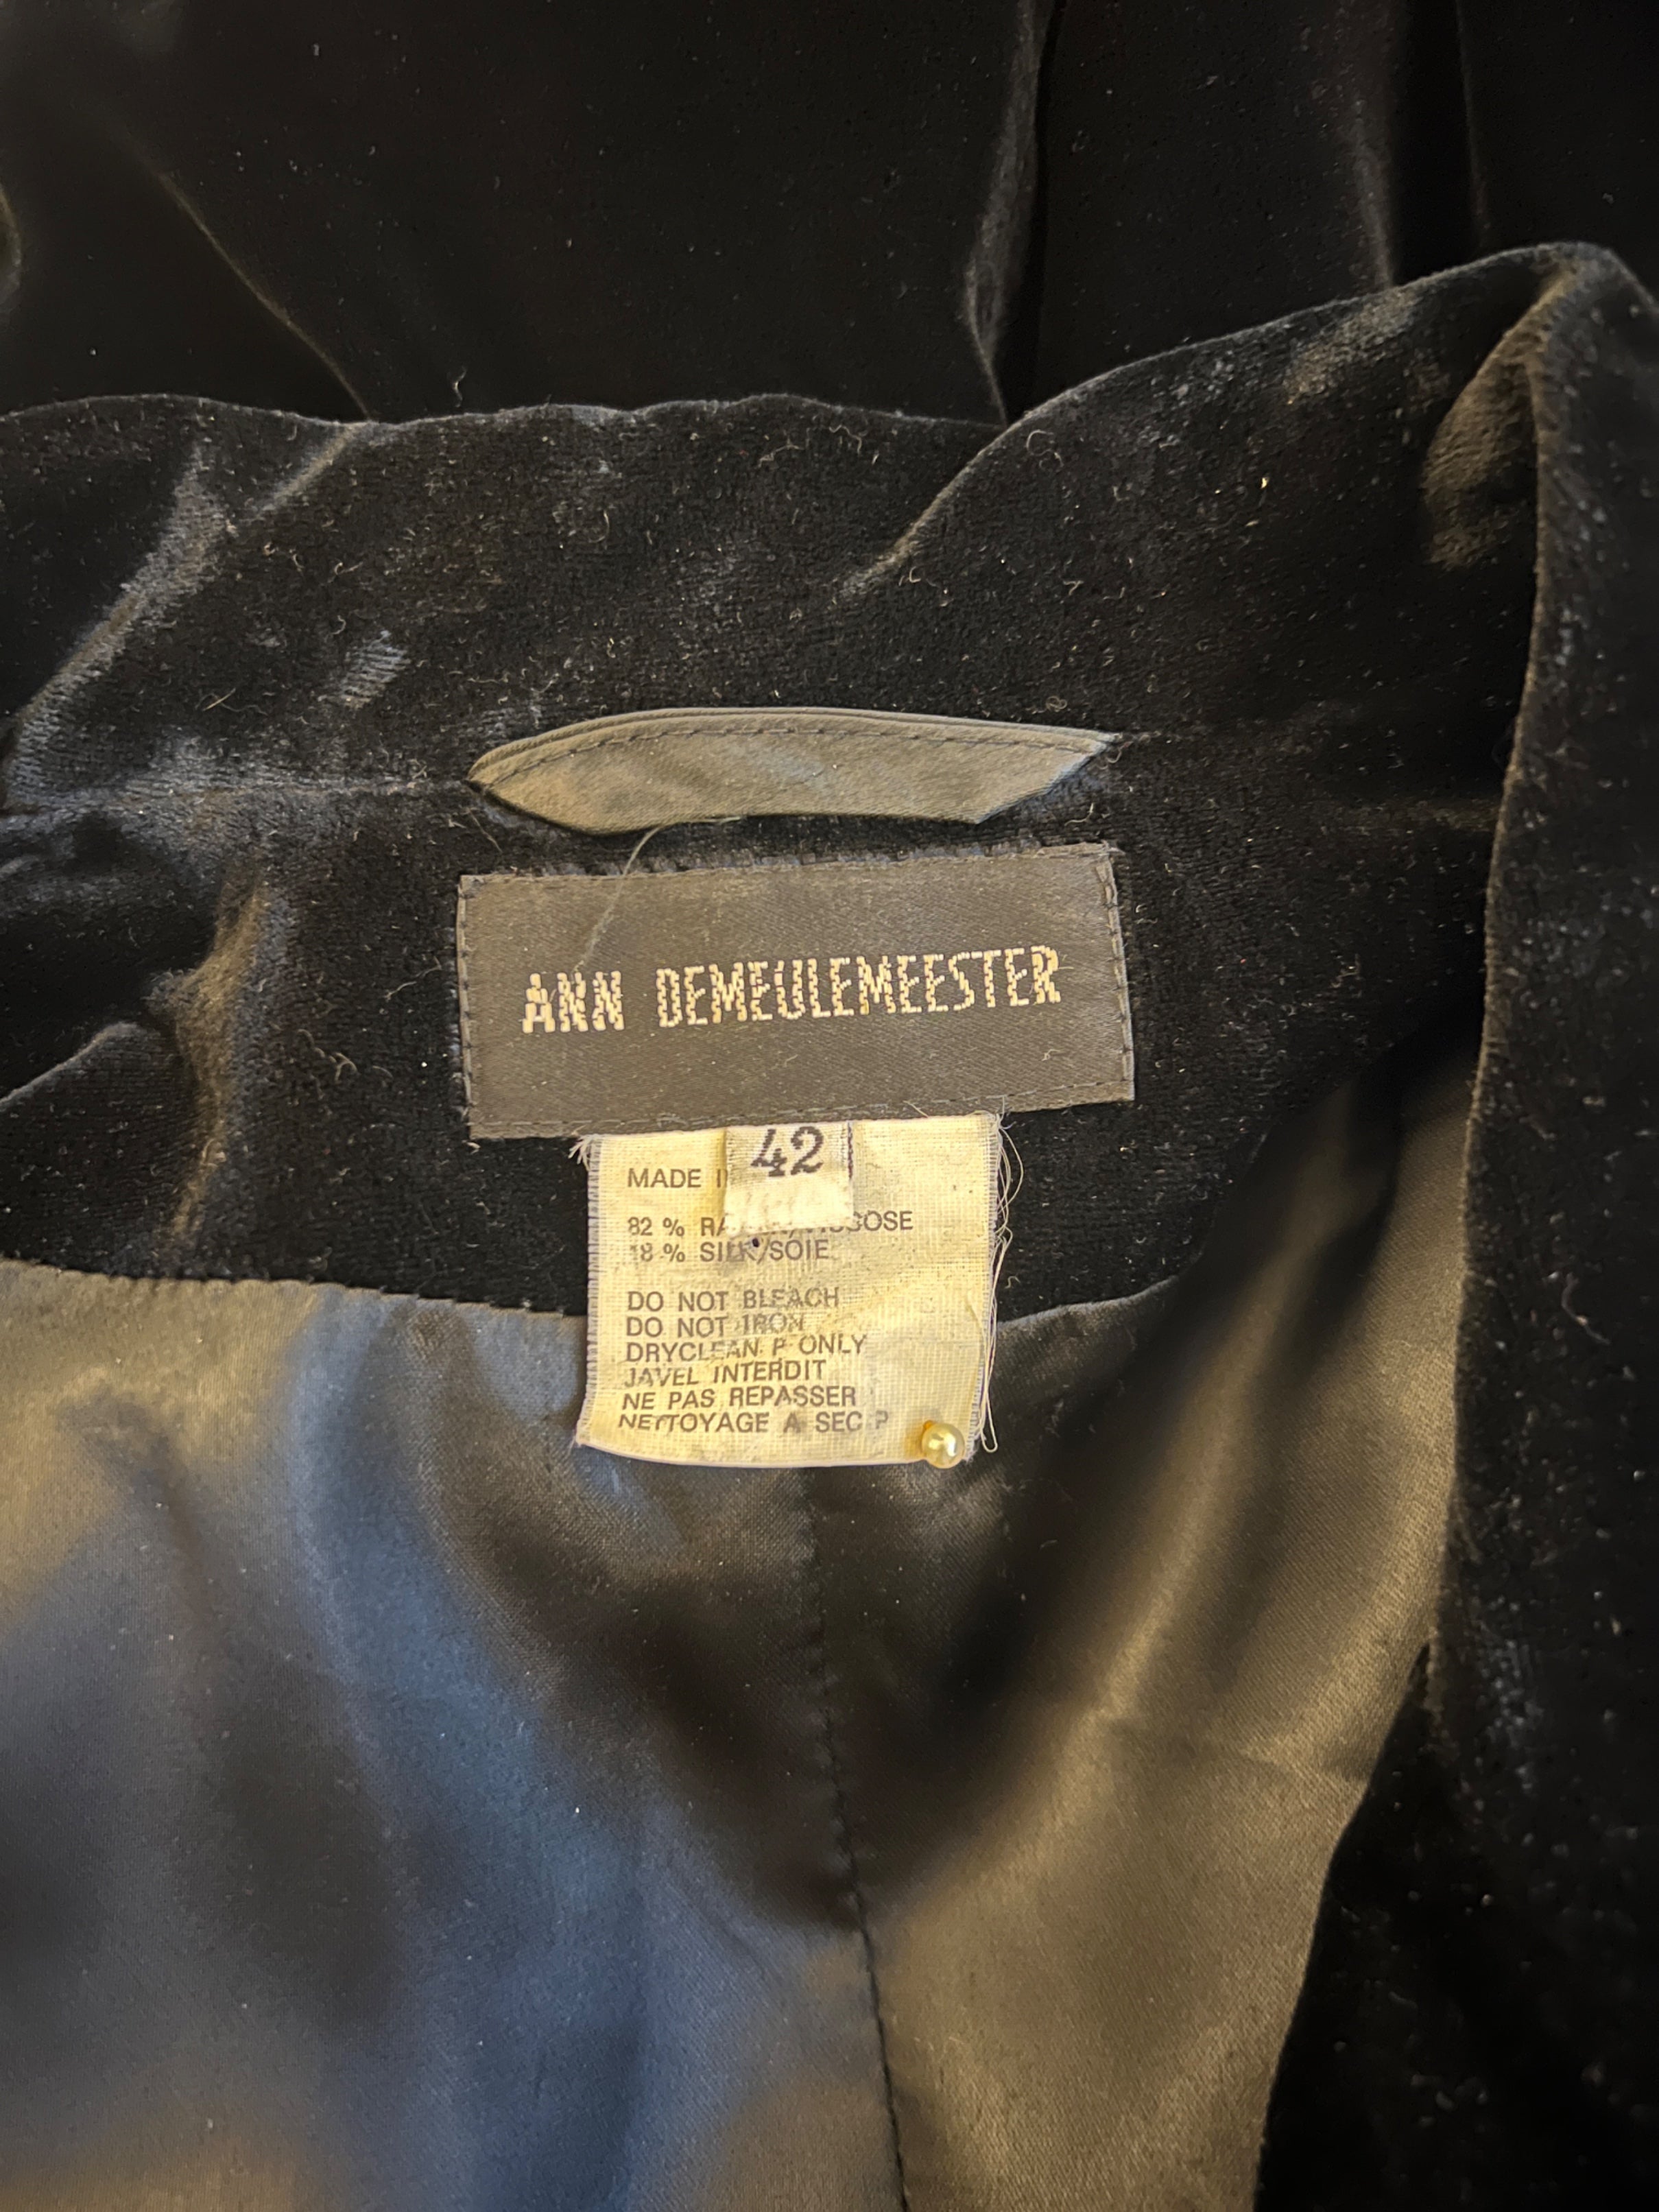 ANN DEMEULEMEESTER
42
MADE
82 %
18 % SILK/SOIE
DO NOT BLEACH
DO NOT IRON
DRYCLEAN P ONLY
JAVEL INTERDIT
NE PAS REPASSER
NETTOYAGE A SEC P